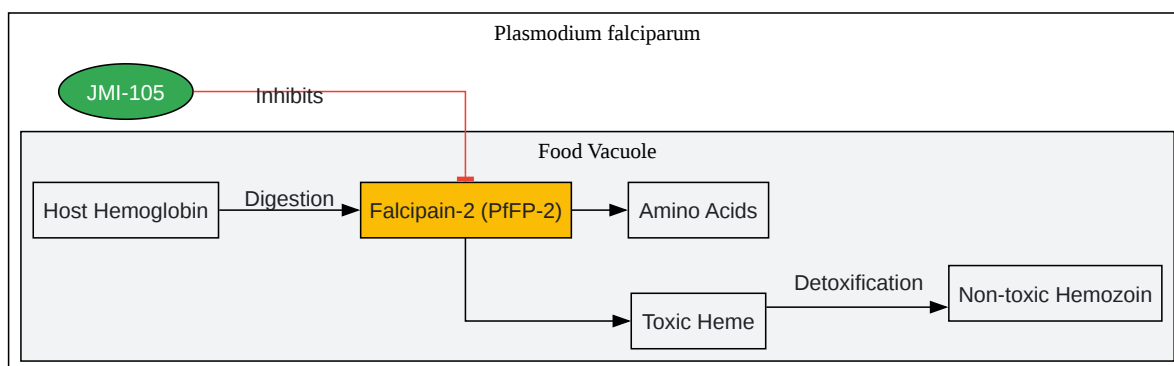 Plasmodium falciparum
JMI-105
Inhibits
Food Vacuole
Host Hemoglobin
Digestion
Falcipain-2 (PfFP-2)
Amino Acids
Toxic Heme
Detoxification
Non-toxic Hemozoin